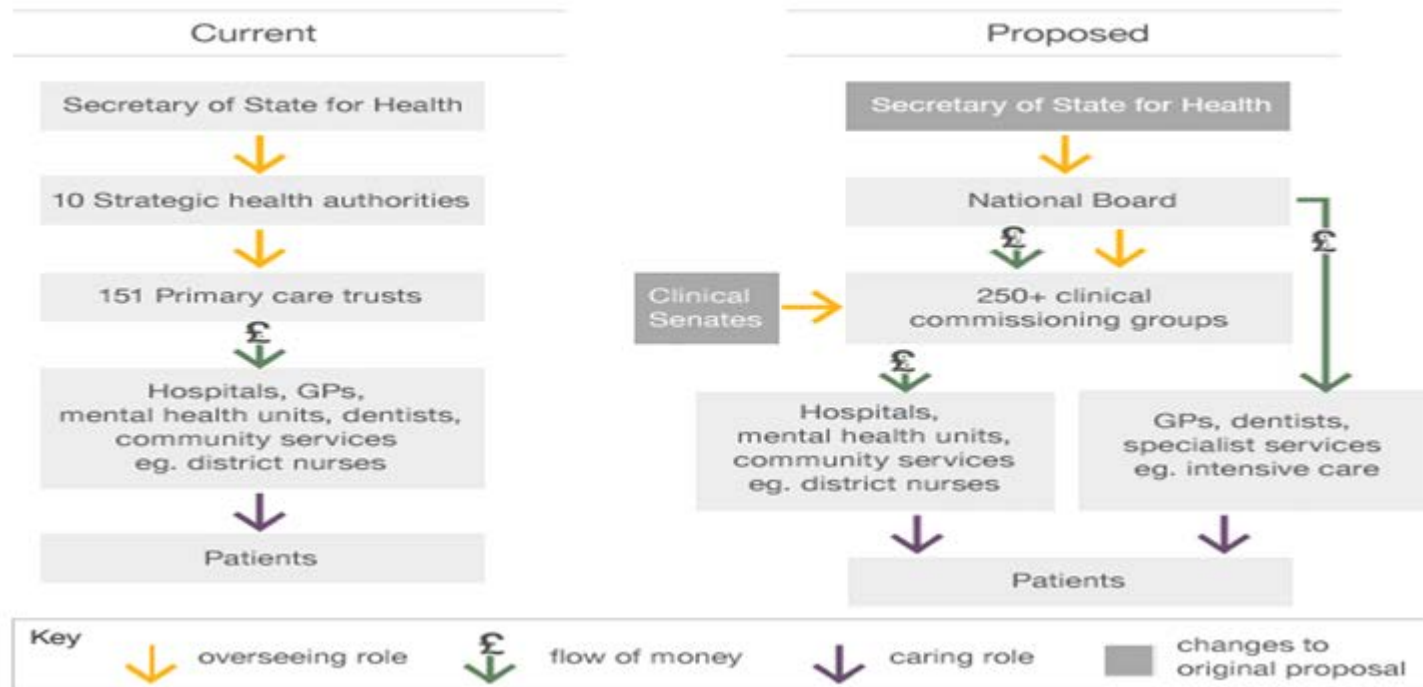 Current
Secretary of State for Health
10 Strategic health authorities
151 Primary care trusts
£
Hospitals, GPs,
mental health units, dentists,
community services
eg. district nurses
Patients
Proposed
Secretary of State for Health
National Board
£
£
Clinical
Senates
250+ clinical
commissioning groups
£
Hospitals,
mental health units,
community services
eg. district nurses
GPs, dentists,
specialist services
eg. intensive care
Patients
Key
overseeing role
£
flow of money
caring role
changes to
original proposal